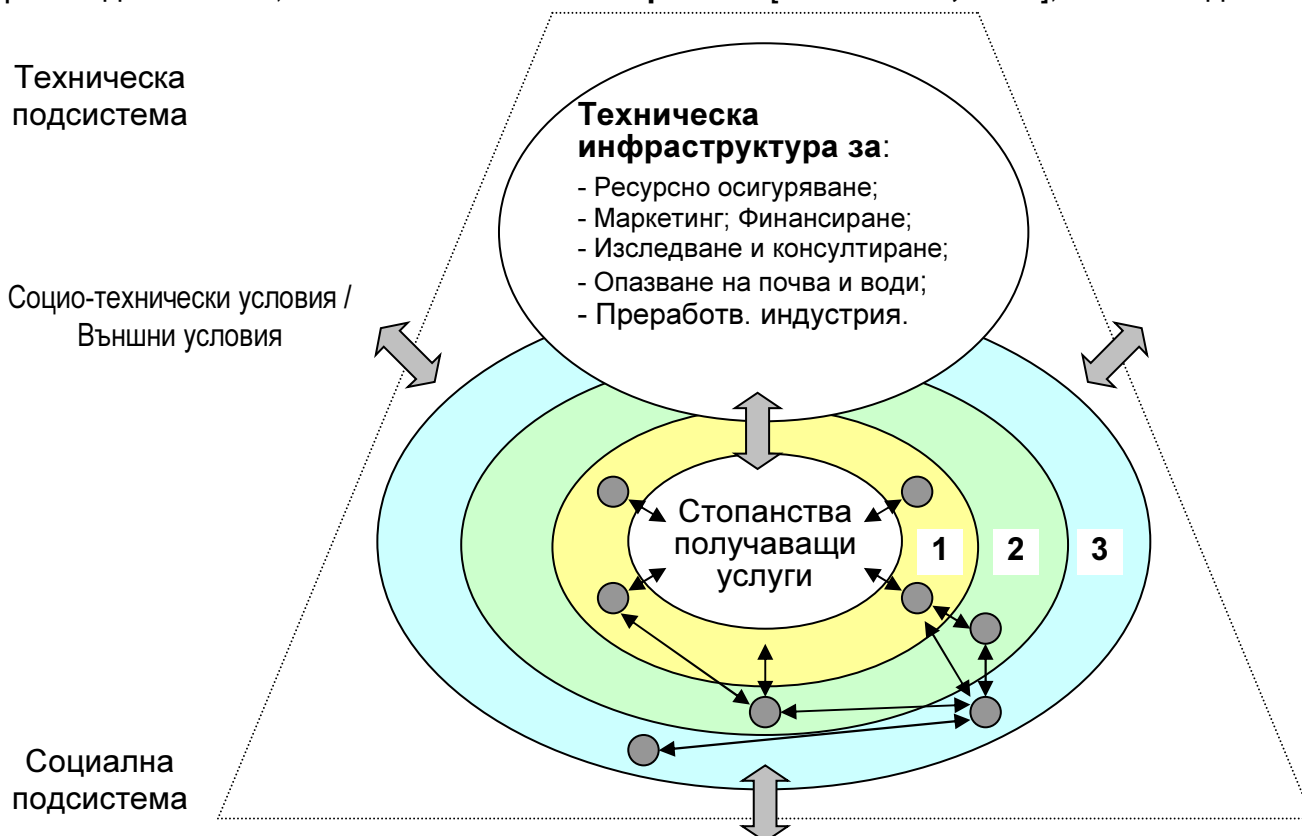 Техническа
подсистема
Техническа
инфраструктура за:
- Ресурсно осигуряване;
- Маркетинг; Финансиране;
- Изследване и консултиране;
- Опазване на почва и води;
- Преработв. индустрия.
Социо-технически условия /
Външни условия
Стопанства
получаващи
услуги
1 2 3
Социална
подсистема